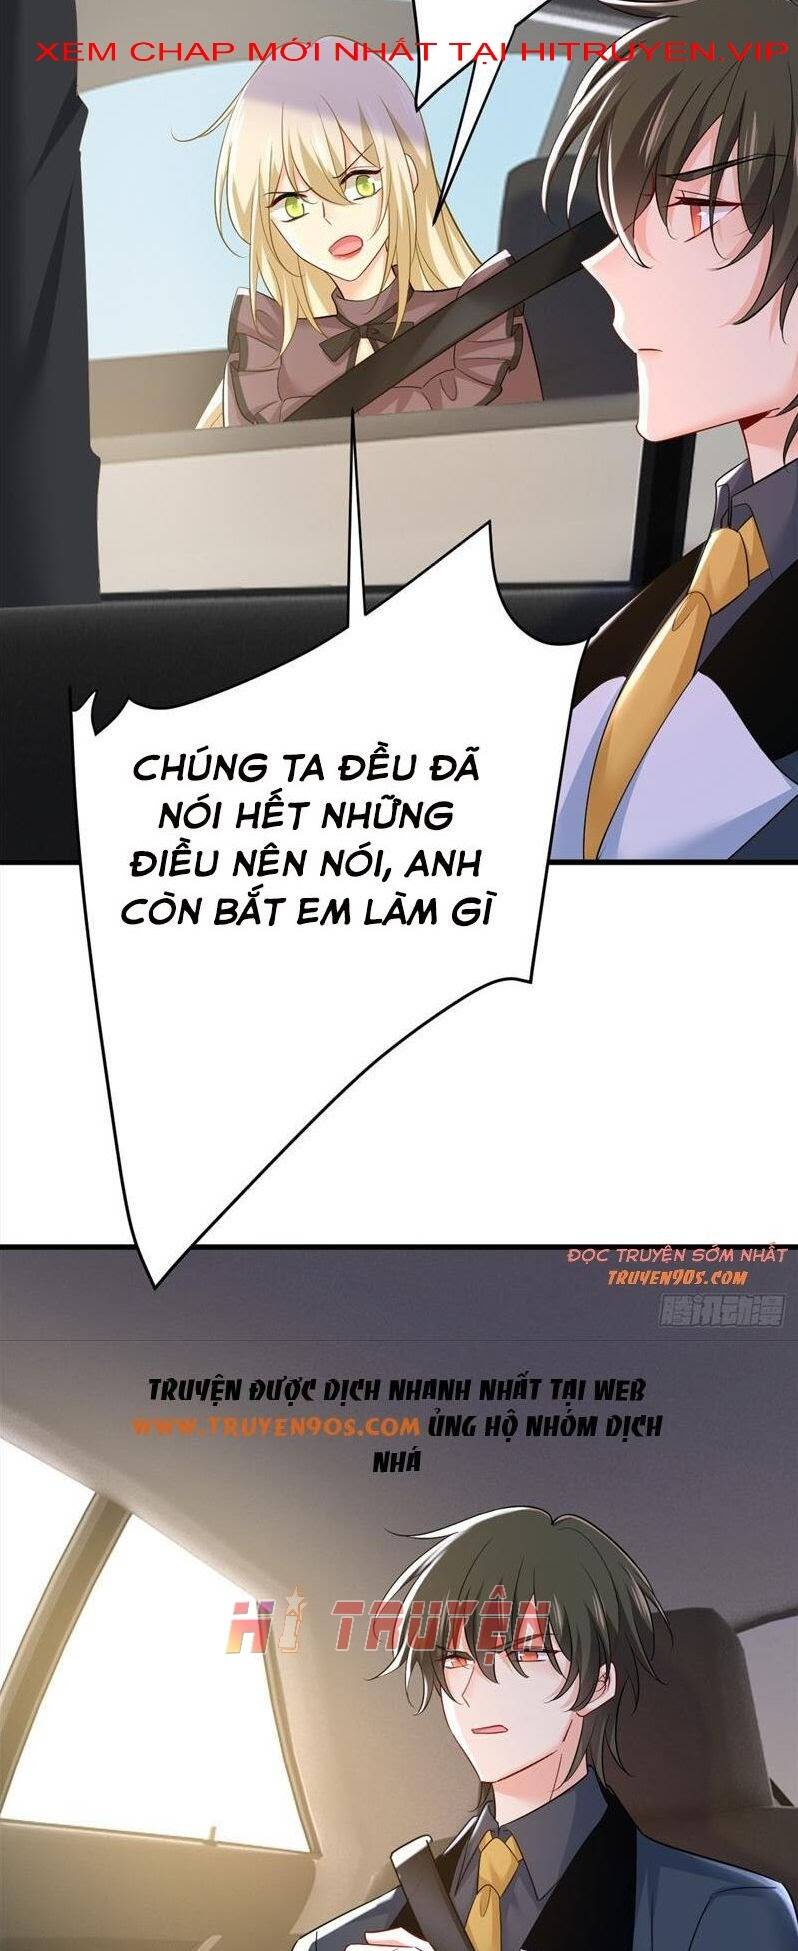 XEM CHAP MỚI NHẤT TẠI HITRUYEN.VIP
CHÚNG TA ĐỀU ĐÃ
NÓI HẾT NHỮNG
ĐIỀU NÊN NÓI, ANH
CÒN BẮT EM LÀM GÌ
ĐỌC TRUYỆN SỚM NHẤT
TRUYEN90S.COM
腾讯动漫
TRUYỆN ĐƯỢC DỊCH NHANH NHẤT TẠI WEB
WWW.TRUYEN90S.COM ỦNG HỘ NHÓM DỊCH
NHÁ
HI TRUYỆN